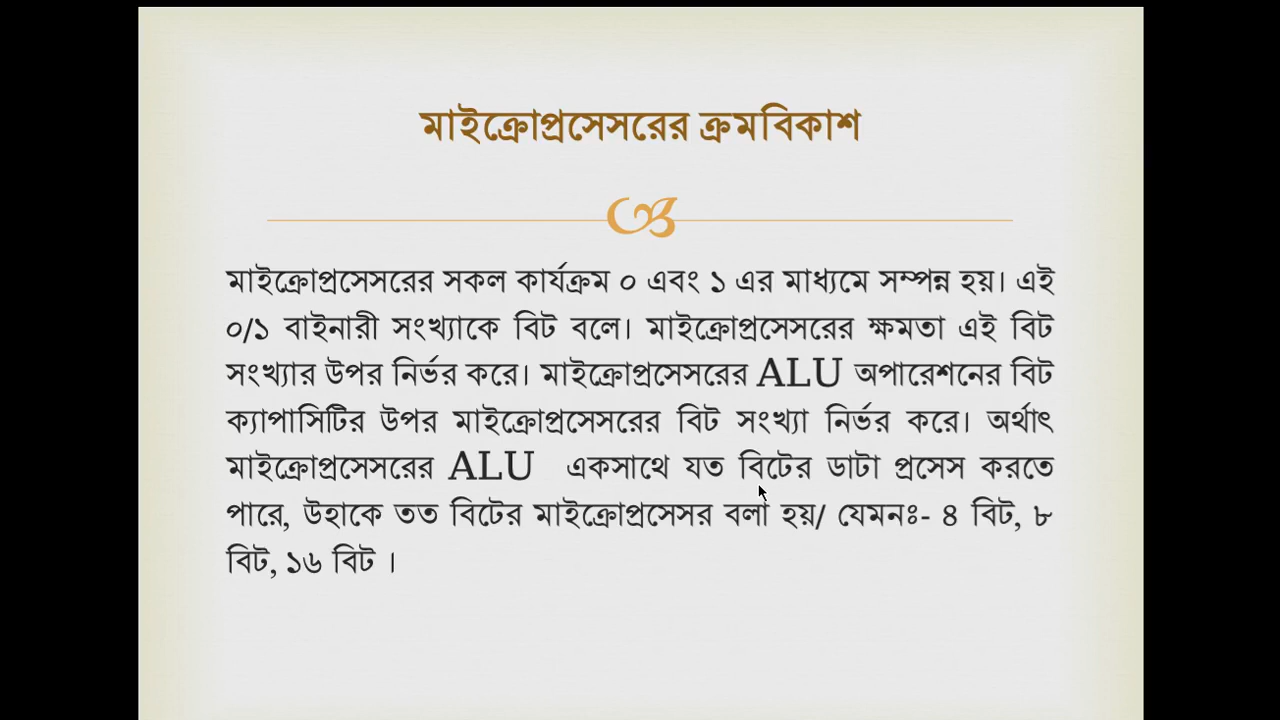 মাইক্রোপ্রসেসরের ক্রমবিকাশ
মাইক্রোপ্রসেসরের সকল কার্যক্রম ০ এবং ১ এর মাধ্যমে সম্পন্ন হয়। এই
০/১ বাইনারী সংখ্যাকে বিট বলে। মাইক্রোপ্রসেসরের ক্ষমতা এই বিট
সংখ্যার উপর নির্ভর করে। মাইক্রোপ্রসেসরের ALU অপারেশনের বিট
ক্যাপাসিটির উপর মাইক্রোপ্রসেসরের বিট সংখ্যা নির্ভর করে। অর্থাৎ
মাইক্রোপ্রসেসরের ALU একসাথে যত বিটের ডাটা প্রসেস করতে
পারে, উহাকে তত বিটের মাইক্রোপ্রসেসর বলা হয়/ যেমনঃ- ৪ বিট, ৮
বিট, ১৬ বিট ।